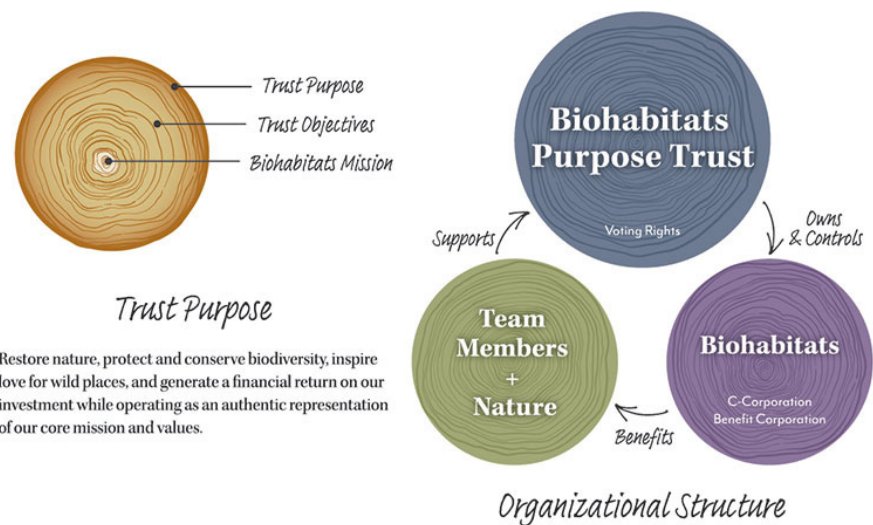 Trust Purpose
Trust Objectives
Biohabitats Mission
Trust Purpose
Restore nature, protect and conserve biodiversity, inspire
love for wild places, and generate a financial return on our
investment while operating as an authentic representation
of our core mission and values.
Biohabitats
Purpose Trust
Voting Rights
Supports
Owns
& Controls
Team
Members
+
Nature
Biohabitats
C-Corporation
Benefit Corporation
Benefits
Organizational Structure